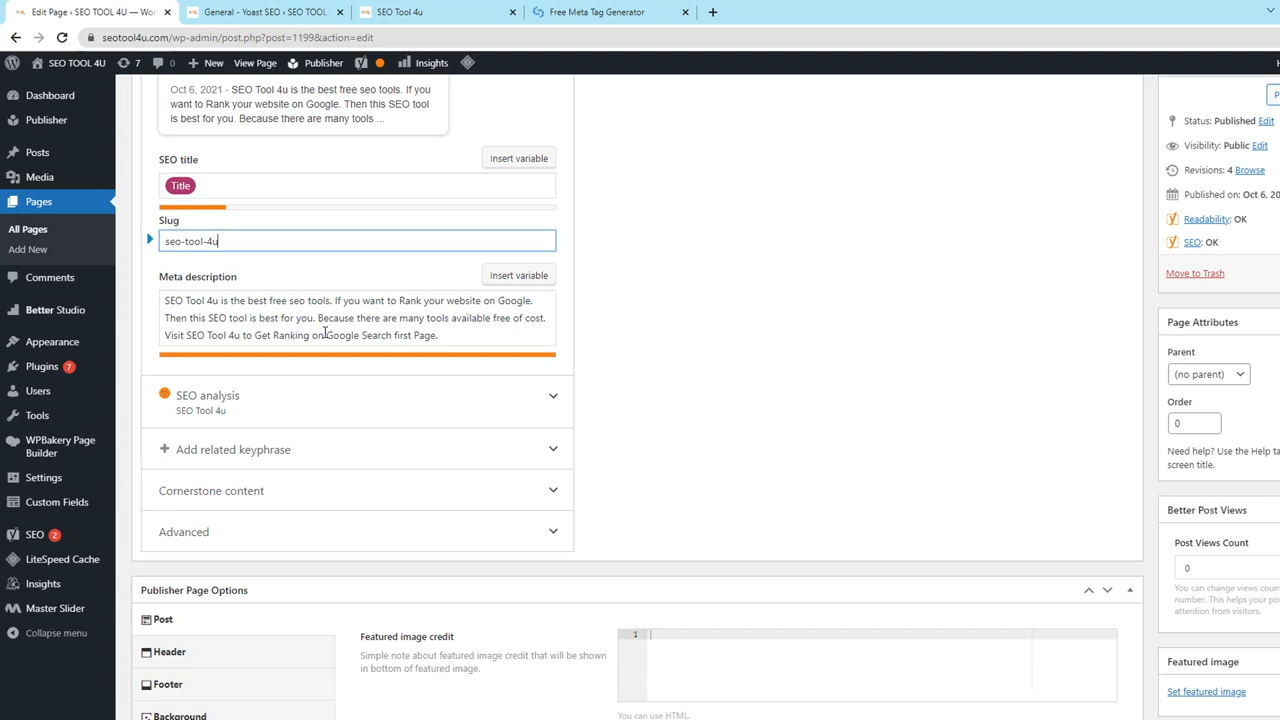 Edit Page ‹ SEO TOOL 4U — Wo
General - Yoast SEO ‹ SEO TOOL
SEO Tool 4u
Free Meta Tag Generator
seotool4u.com/wp-admin/post.php?post=1199&action=edit
SEO TOOL 4U
7
0
New
View Page
Publisher
Insights
H
Dashboard
Publisher
Posts
Media
Pages
All Pages
Add New
Comments
Better Studio
Appearance
Plugins 7
Users
Tools
WPBakery Page
Builder
Settings
Custom Fields
SEO 2
LiteSpeed Cache
Insights
Master Slider
Collapse menu
Oct 6, 2021 · SEO Tool 4u is the best free seo tools. If you
want to Rank your website on Google. Then this SEO tool
is best for you. Because there are many tools ...
SEO title
Insert variable
Title
Slug
seo-tool-4u
Meta description
Insert variable
SEO Tool 4u is the best free seo tools. If you want to Rank your website on Google.
Then this SEO tool is best for you. Because there are many tools available free of cost.
Visit SEO Tool 4u to Get Ranking on Google Search first Page.
SEO analysis
SEO Tool 4u
Add related keyphrase
Cornerstone content
Advanced
Publisher Page Options
Post
Header
Footer
Background
Featured image credit
Simple note about featured image credit that will be shown
in bottom of featured image.
1
You can use HTML.
P
Status: Published Edit
Visibility: Public Edit
Revisions: 4 Browse
Published on: Oct 6, 20
Readability: OK
SEO: OK
Move to Trash
Page Attributes
Parent
(no parent)
Order
0
Need help? Use the Help ta
screen title.
Better Post Views
Post Views Count
0
You can change views coun
number. This helps your po
attention from visitors.
Featured image
Set featured image